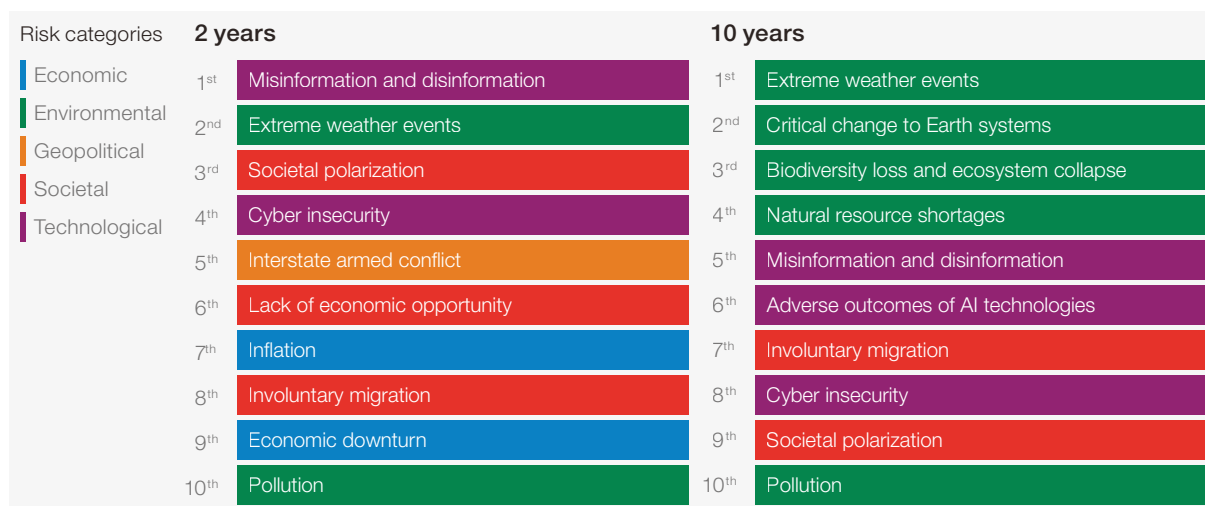 Risk categories
Economic
Environmental
Geopolitical
Societal
Technological
2 years
1st Misinformation and disinformation
2nd Extreme weather events
3rd Societal polarization
4th Cyber insecurity
5th Interstate armed conflict
6th Lack of economic opportunity
7th Inflation
8th Involuntary migration
9th Economic downturn
10th Pollution
10 years
1st Extreme weather events
2nd Critical change to Earth systems
3rd Biodiversity loss and ecosystem collapse
4th Natural resource shortages
5th Misinformation and disinformation
6th Adverse outcomes of AI technologies
7th Involuntary migration
8th Cyber insecurity
9th Societal polarization
10th Pollution